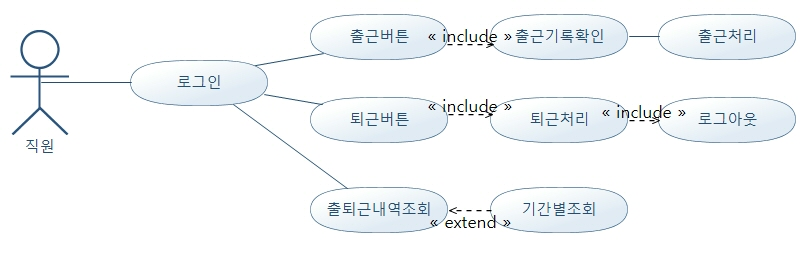 출근버튼
« include »
출근기록확인
출근처리
로그인
퇴근버튼
« include »
퇴근처리
« include »
로그아웃
직원
출퇴근내역조회
« extend »
기간별조회